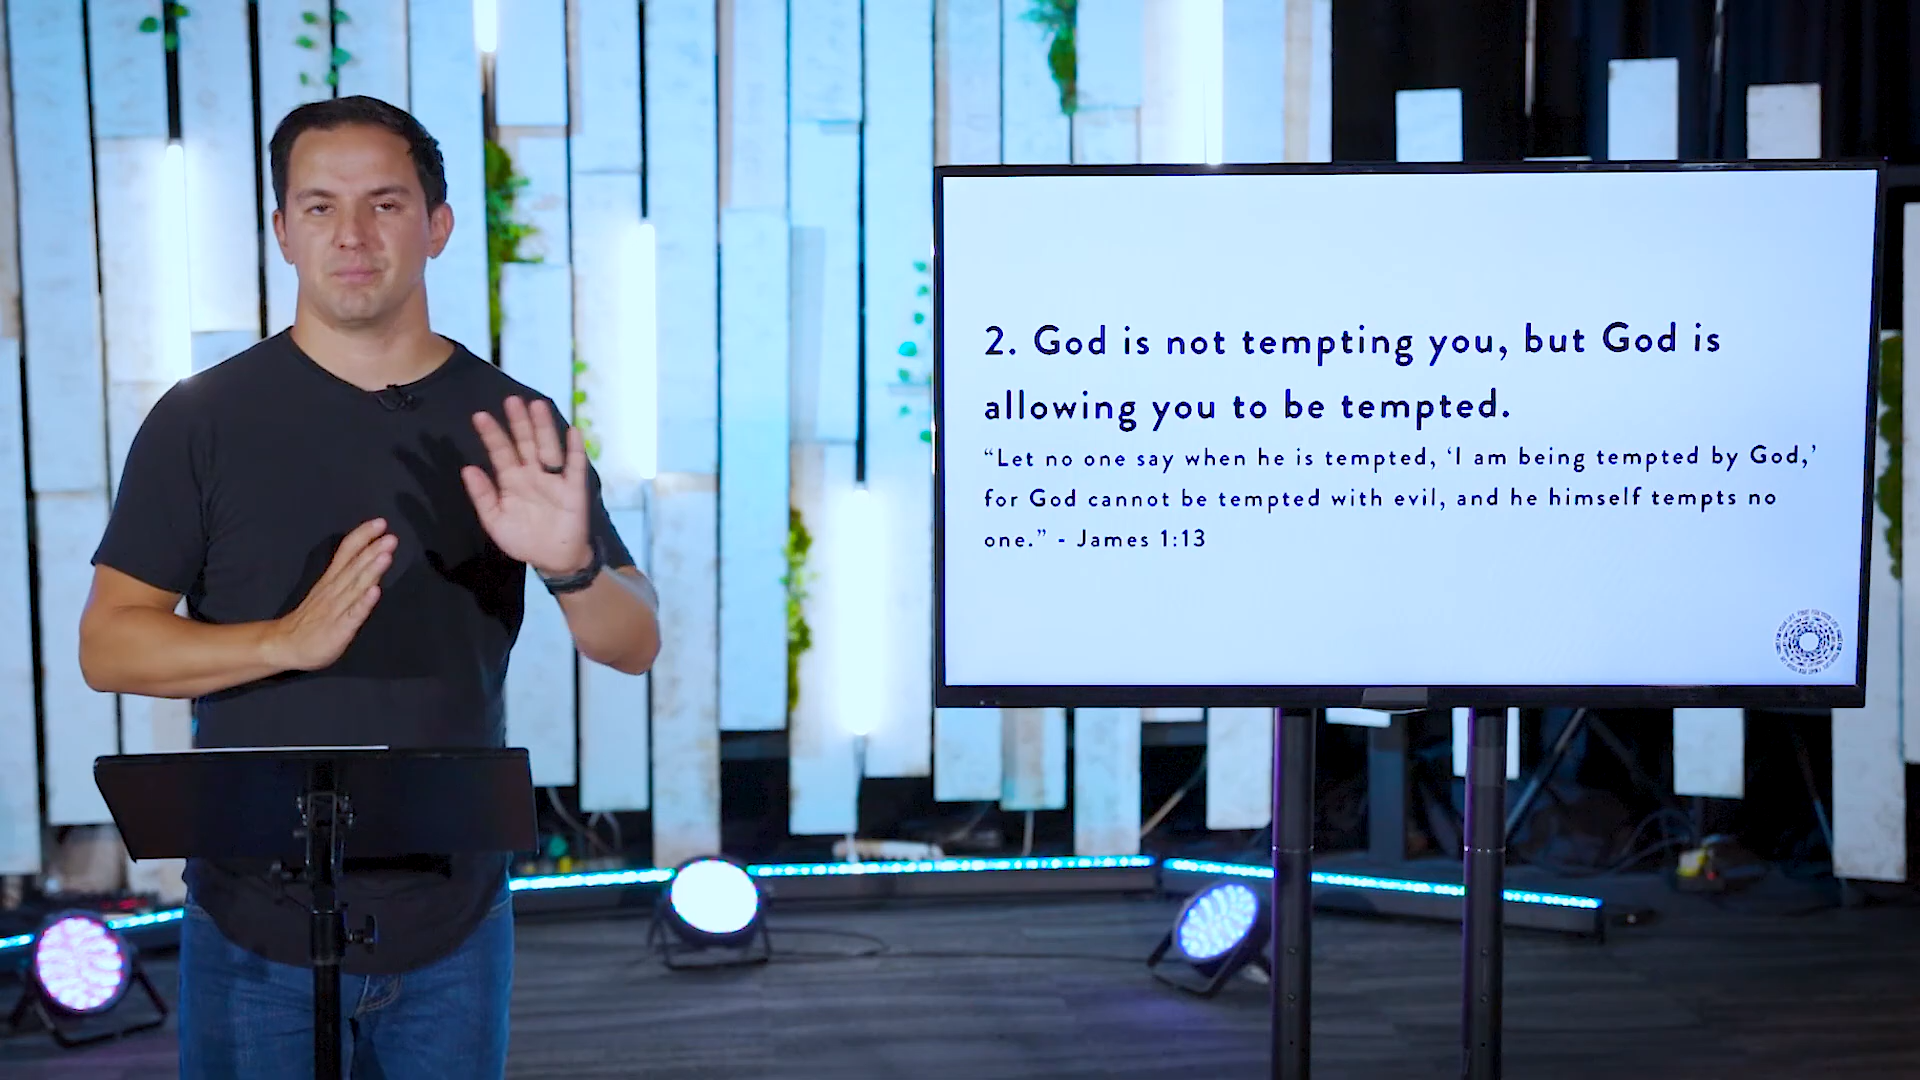 2. God is not tempting you, but God is
allowing you to be tempted.
“Let no one say when he is tempted, ‘I am being tempted by God,’
for God cannot be tempted with evil, and he himself tempts no
one.” - James 1:13